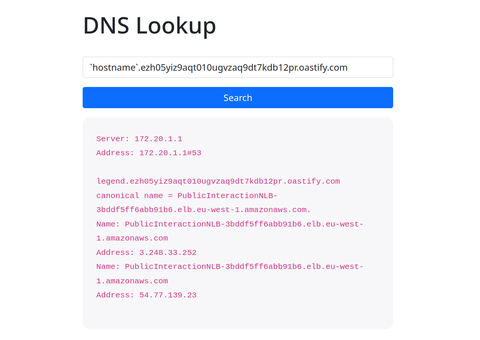 DNS Lookup
`hostname`.ezh05yiz9aqt010ugvzaq9dt7kdb12pr.oastify.com
Search
Server: 172.20.1.1
Address: 172.20.1.1#53
legend.ezh05yiz9aqt010ugvzaq9dt7kdb12pr.oastify.com
canonical name = PublicInteractionNLB-
3bddf5ff6abb91b6.elb.eu-west-1.amazonaws.com.
Name: PublicInteractionNLB-3bddf5ff6abb91b6.elb.eu-west-
1.amazonaws.com
Address: 3.248.33.252
Name: PublicInteractionNLB-3bddf5ff6abb91b6.elb.eu-west-
1.amazonaws.com
Address: 54.77.139.23